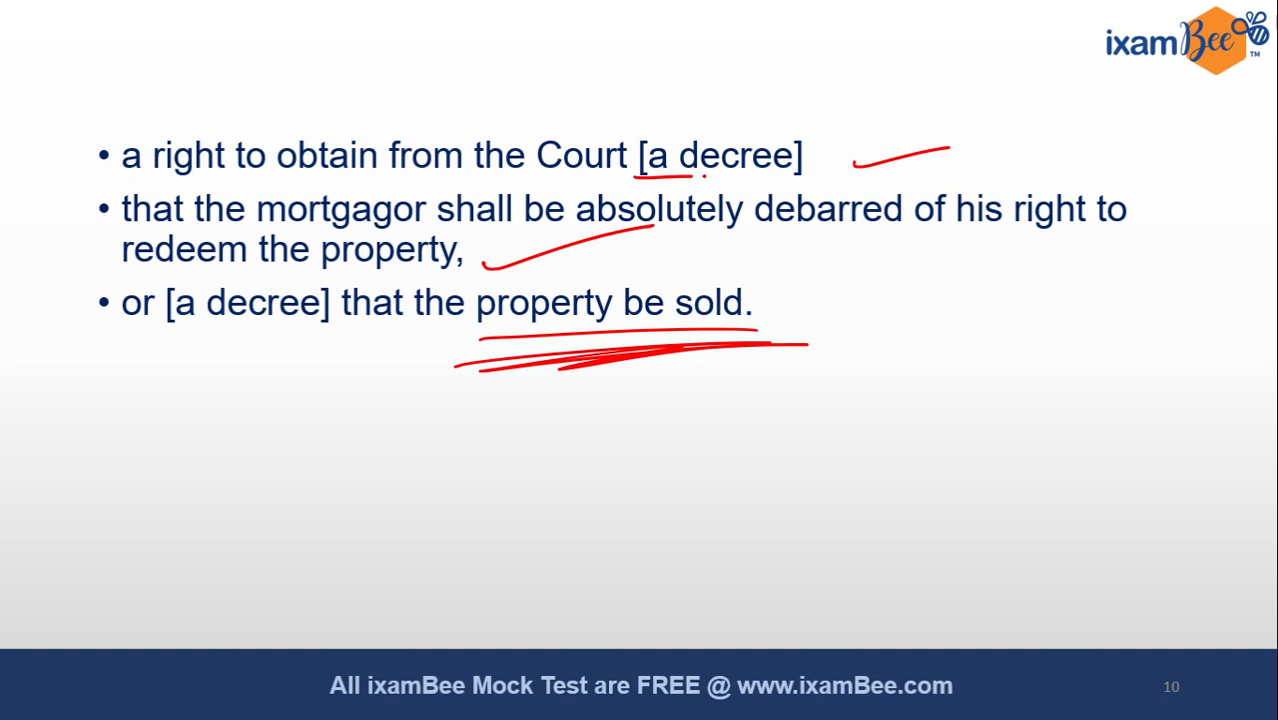 ixamBee
TM
• a right to obtain from the Court [a decree]
• that the mortgagor shall be absolutely debarred of his right to
redeem the property,
• or [a decree] that the property be sold.
All ixamBee Mock Test are FREE @ www.ixamBee.com
10